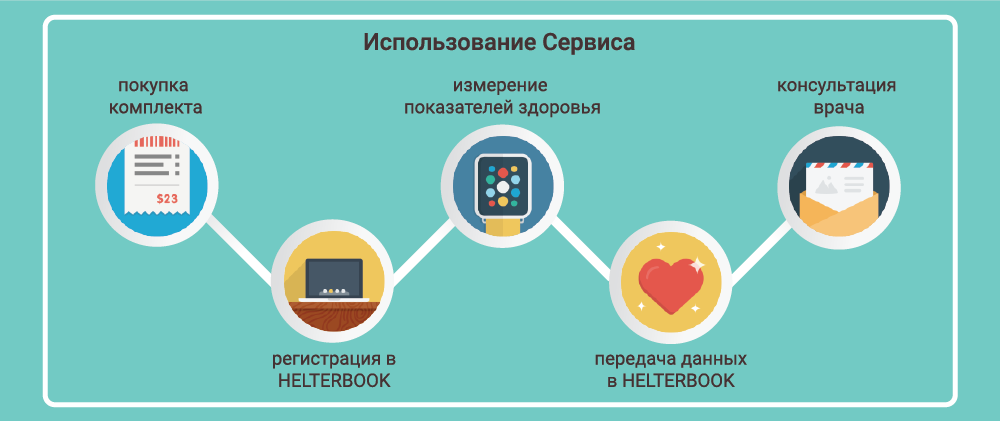 Использование Сервиса
покупка
комплекта
$23
регистрация в
HELTERBOOK
измерение
показателей здоровья
передача данных
в HELTERBOOK
консультация
врача